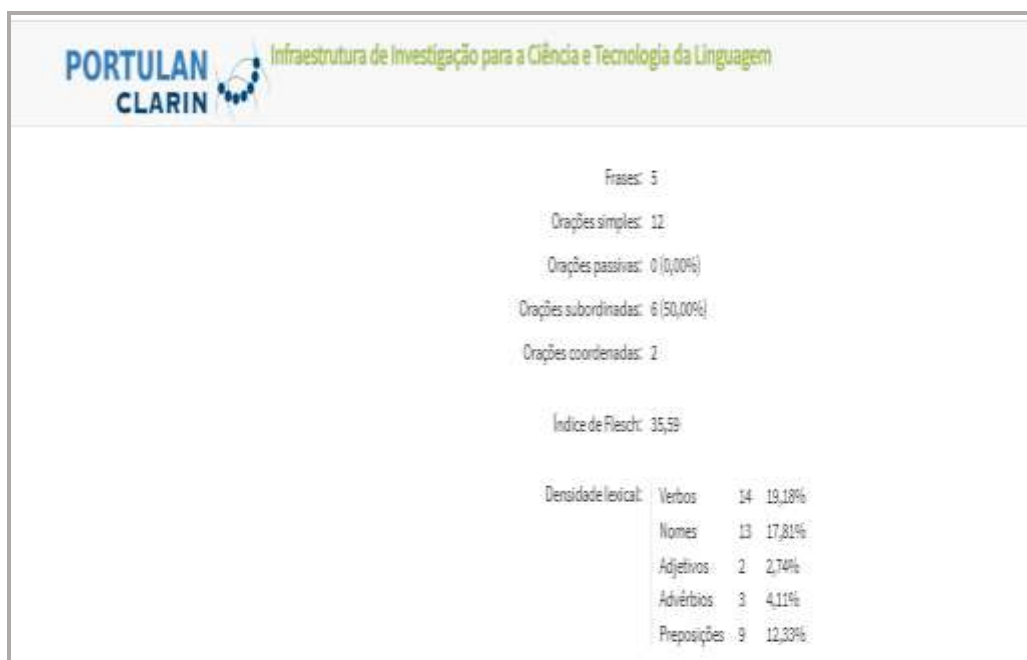 PORTULAN
CLARIN
Infraestrutura de Investigação para a Ciência e Tecnologia da Linguagem
Frases: 5
Orações simples: 12
Orações passivas: 0 (0,00%)
Orações subordinadas: 6 (50,00%)
Orações coordenadas: 2
Índice de Flesch: 35,59
Densidade lexical: Verbos 14 19,18%
Nomes 13 17,81%
Adjetivos 2 2,74%
Advérbios 3 4,11%
Preposições 9 12,33%